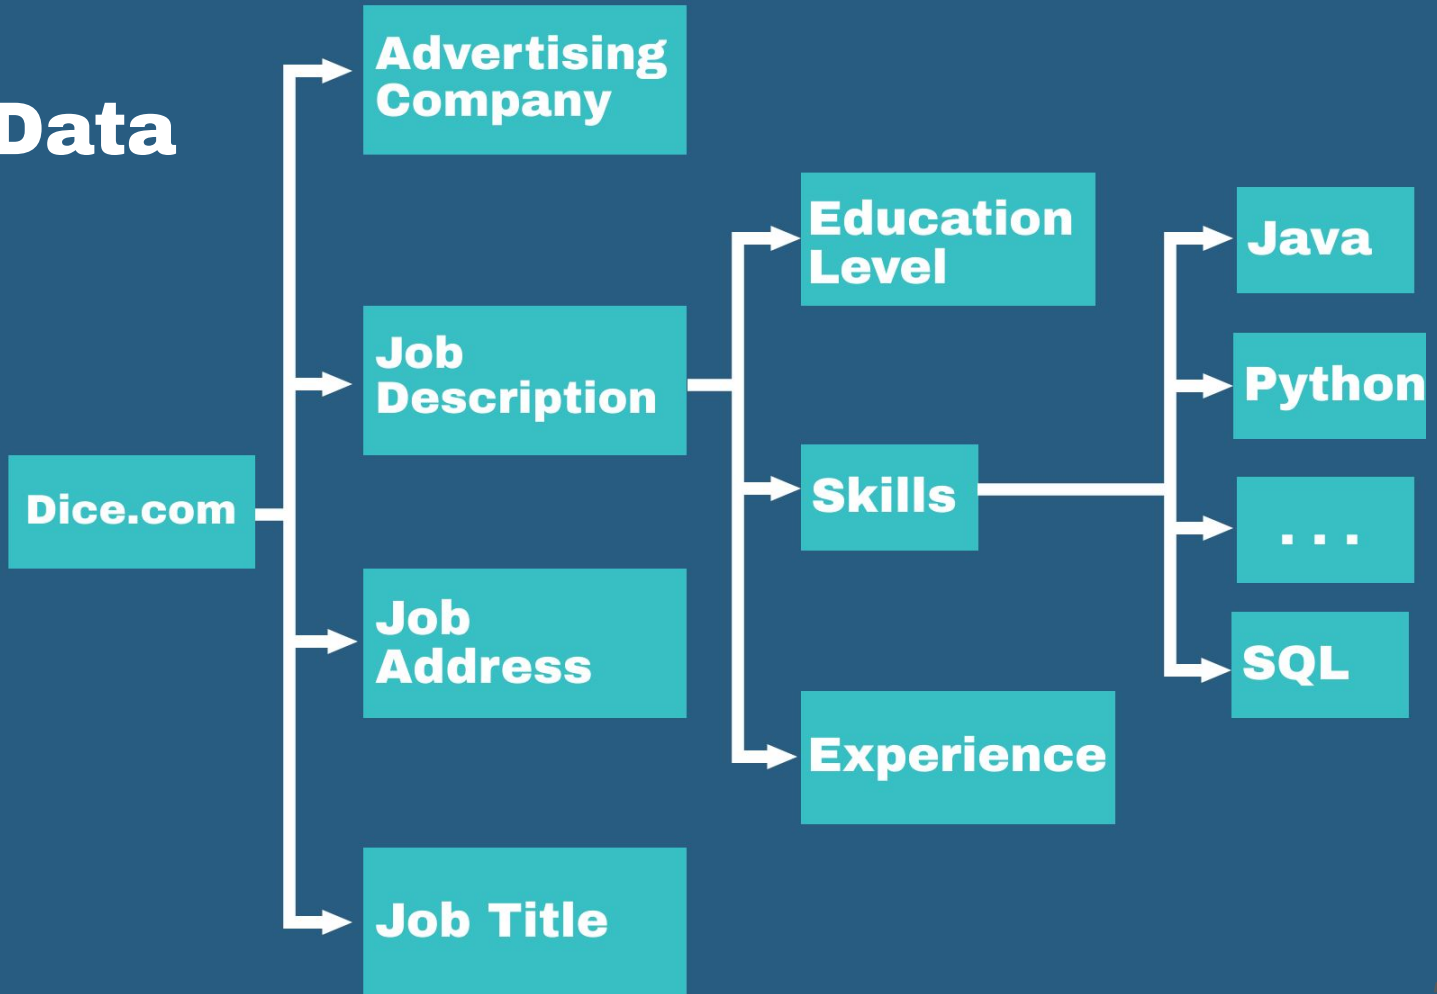 Data
Advertising
Company
Education
Level
Java
Job
Description
Python
Dice.com
Skills
. . .
Job
Address
SQL
Experience
Job Title